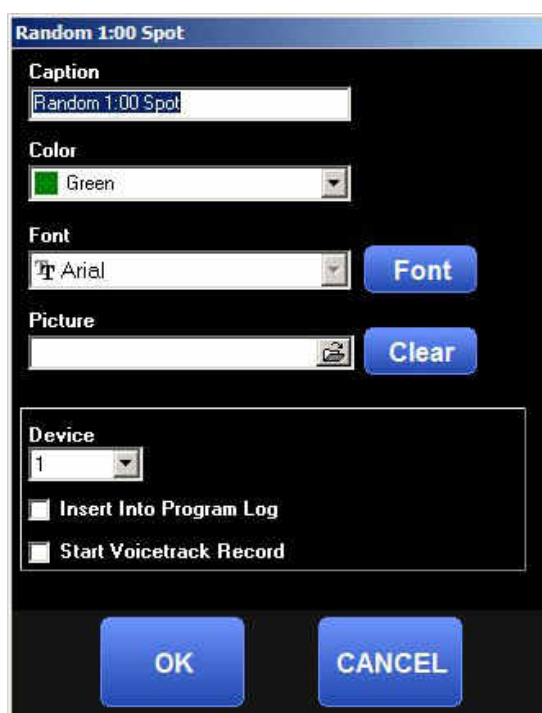 Random 1:00 Spot
Caption
Random 1:00 Spot
Color
Green
Font
Arial
Font
Picture
Clear
Device
1
Insert Into Program Log
Start Voicetrack Record
OK
CANCEL